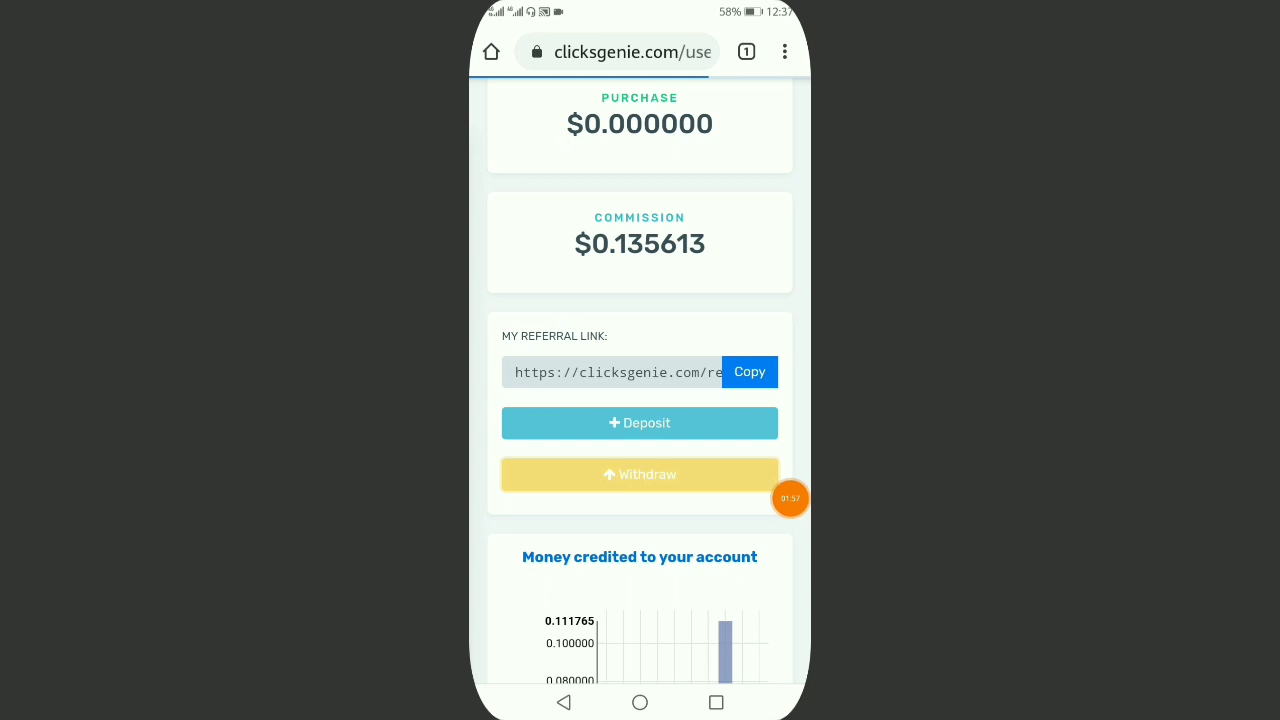 58% 12:37
clicksgenie.com/use
1
PURCHASE
$0.000000
COMMISSION
$0.135613
MY REFERRAL LINK:
https://clicksgenie.com/re
Copy
Deposit
Withdraw
01:57
Money credited to your account
0.111765
0.100000
0.080000